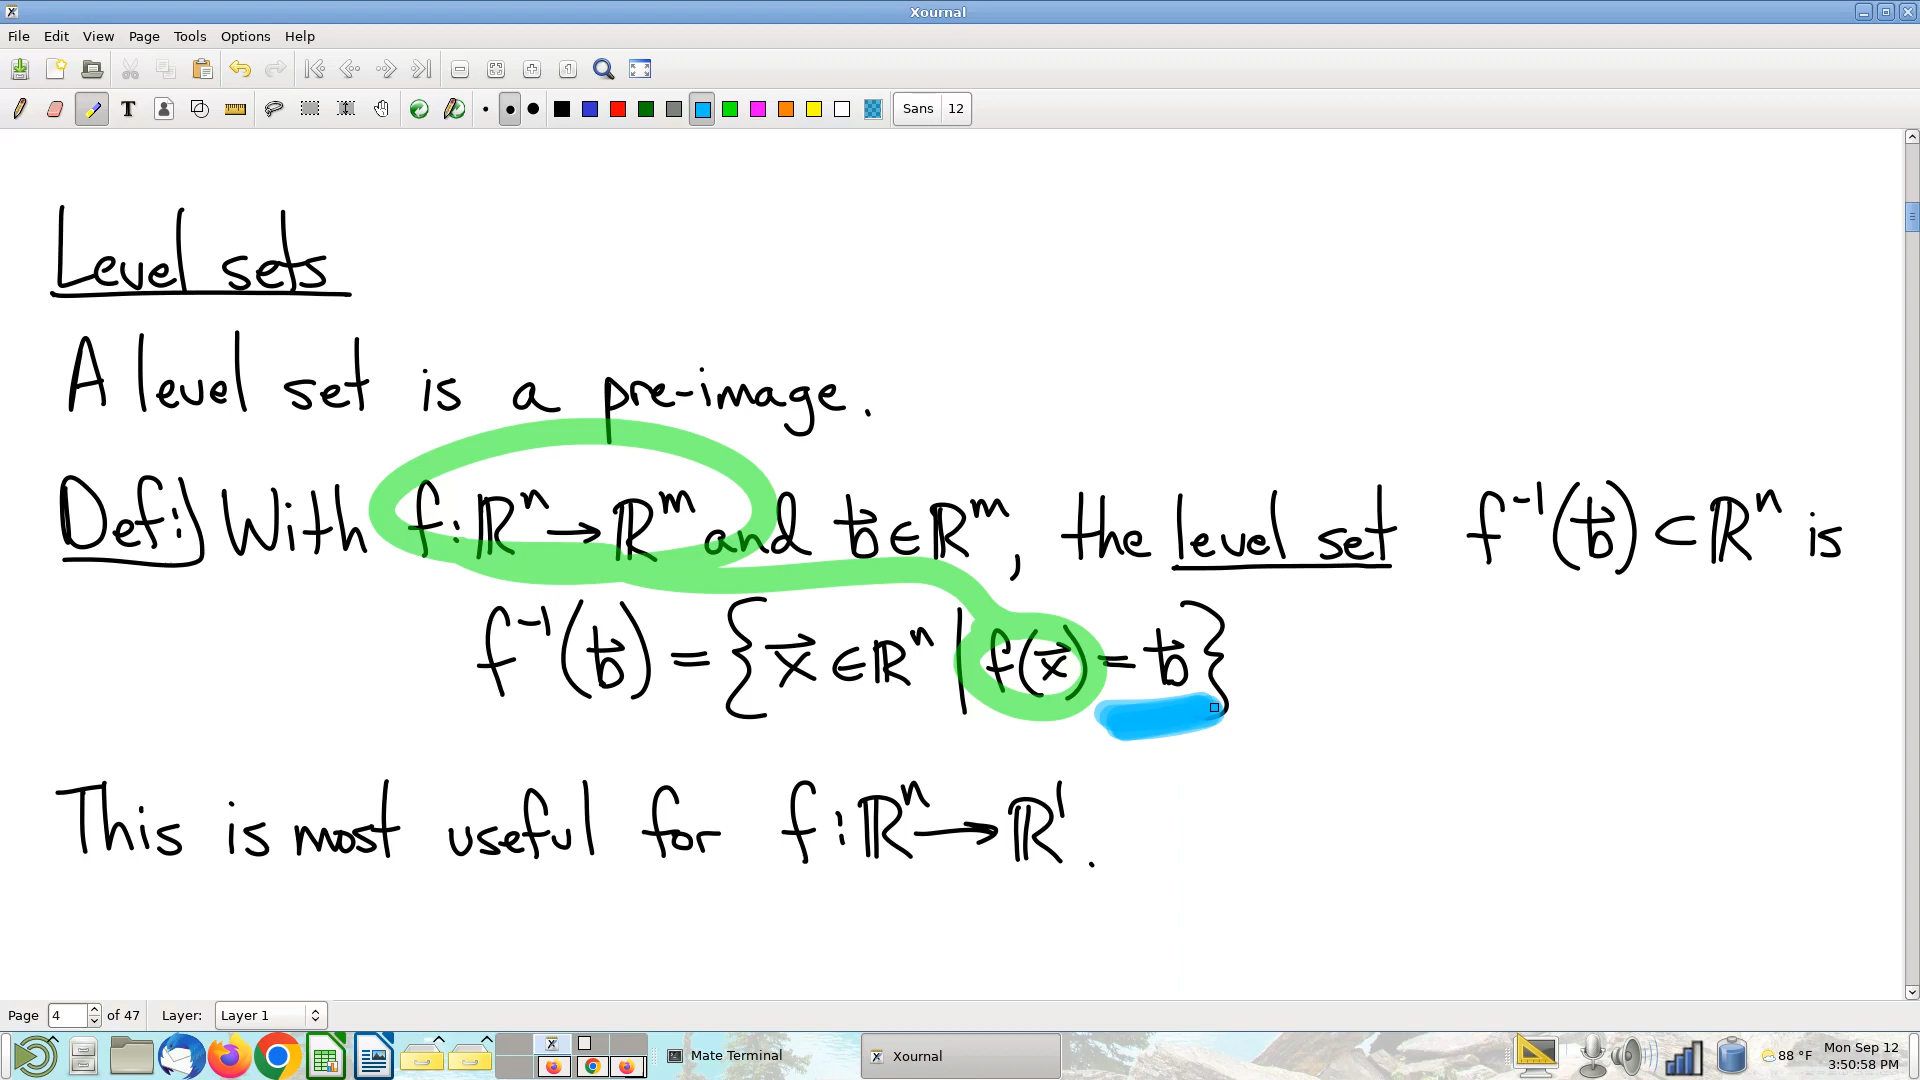 Xournal
File Edit View Page Tools Options Help
Sans 12
Level sets
A level set is a pre-image.
Def:) With f:ℝⁿ→ℝᵐ and b⃗∈ℝᵐ, the level set f⁻¹(b⃗)⊂ℝⁿ is
f⁻¹(b⃗) = {x⃗∈ℝⁿ | f(x⃗) = b⃗}
This is most useful for f:ℝⁿ→ℝ¹.
Page 4 of 47 Layer: Layer 1
Mate Terminal Xournal 88 °F Mon Sep 12
3:50:58 PM